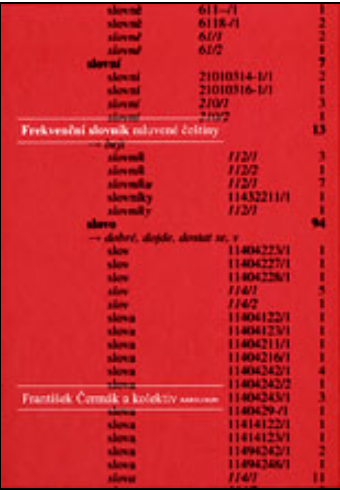 slovně 611--/1 1
slovně 6118-/1 2
slovně 61/1 2
slovně 61/2 1
slovní 7
slovní 21010314-1/1 2
slovní 21010316-1/1 1
slovní 210/1 3
slovní 210/2 1
Frekvenční slovník mluvené češtiny 13
slovník 112/1 3
slovník 112/2 1
slovníku 112/1 7
slovníky 11432211/1 1
slovníky 112/1 1
slovo 94
→ dobré, dojde, dostat se, v
slov 11404223/1 1
slov 11404227/1 1
slov 11404228/1 1
slov 114/1 5
slov 114/2 1
slova 11404122/1 1
slova 11404123/1 1
slova 11404211/1 1
slova 11404216/1 1
slova 11404242/1 4
slova 11404242/2 1
František Čermák a kolektiv
slova 11404243/1 3
slova 1140429-/1 1
slova 11414122/1 1
slova 11414123/1 1
slova 11494242/1 2
slova 11494248/1 1
slova 114/1 11